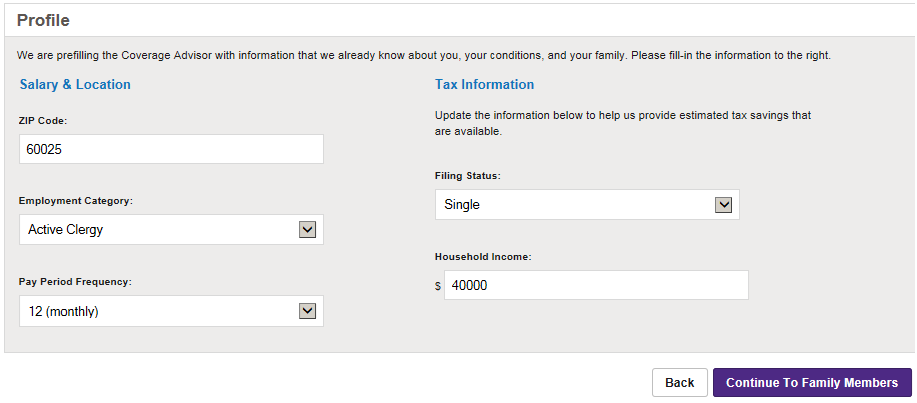 Profile
We are prefilling the Coverage Advisor with information that we already know about you, your conditions, and your family. Please fill-in the information to the right.
Salary & Location
ZIP Code:
60025
Employment Category:
Active Clergy
Pay Period Frequency:
12 (monthly)
Tax Information
Update the information below to help us provide estimated tax savings that
are available.
Filing Status:
Single
Household Income:
$ 40000
Back
Continue To Family Members